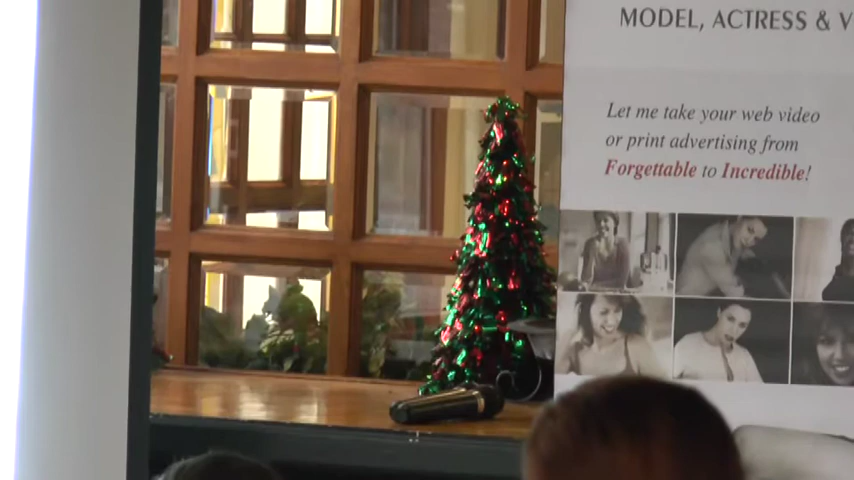 MODEL, ACTRESS & V
Let me take your web video
or print advertising from
Forgettable to Incredible!